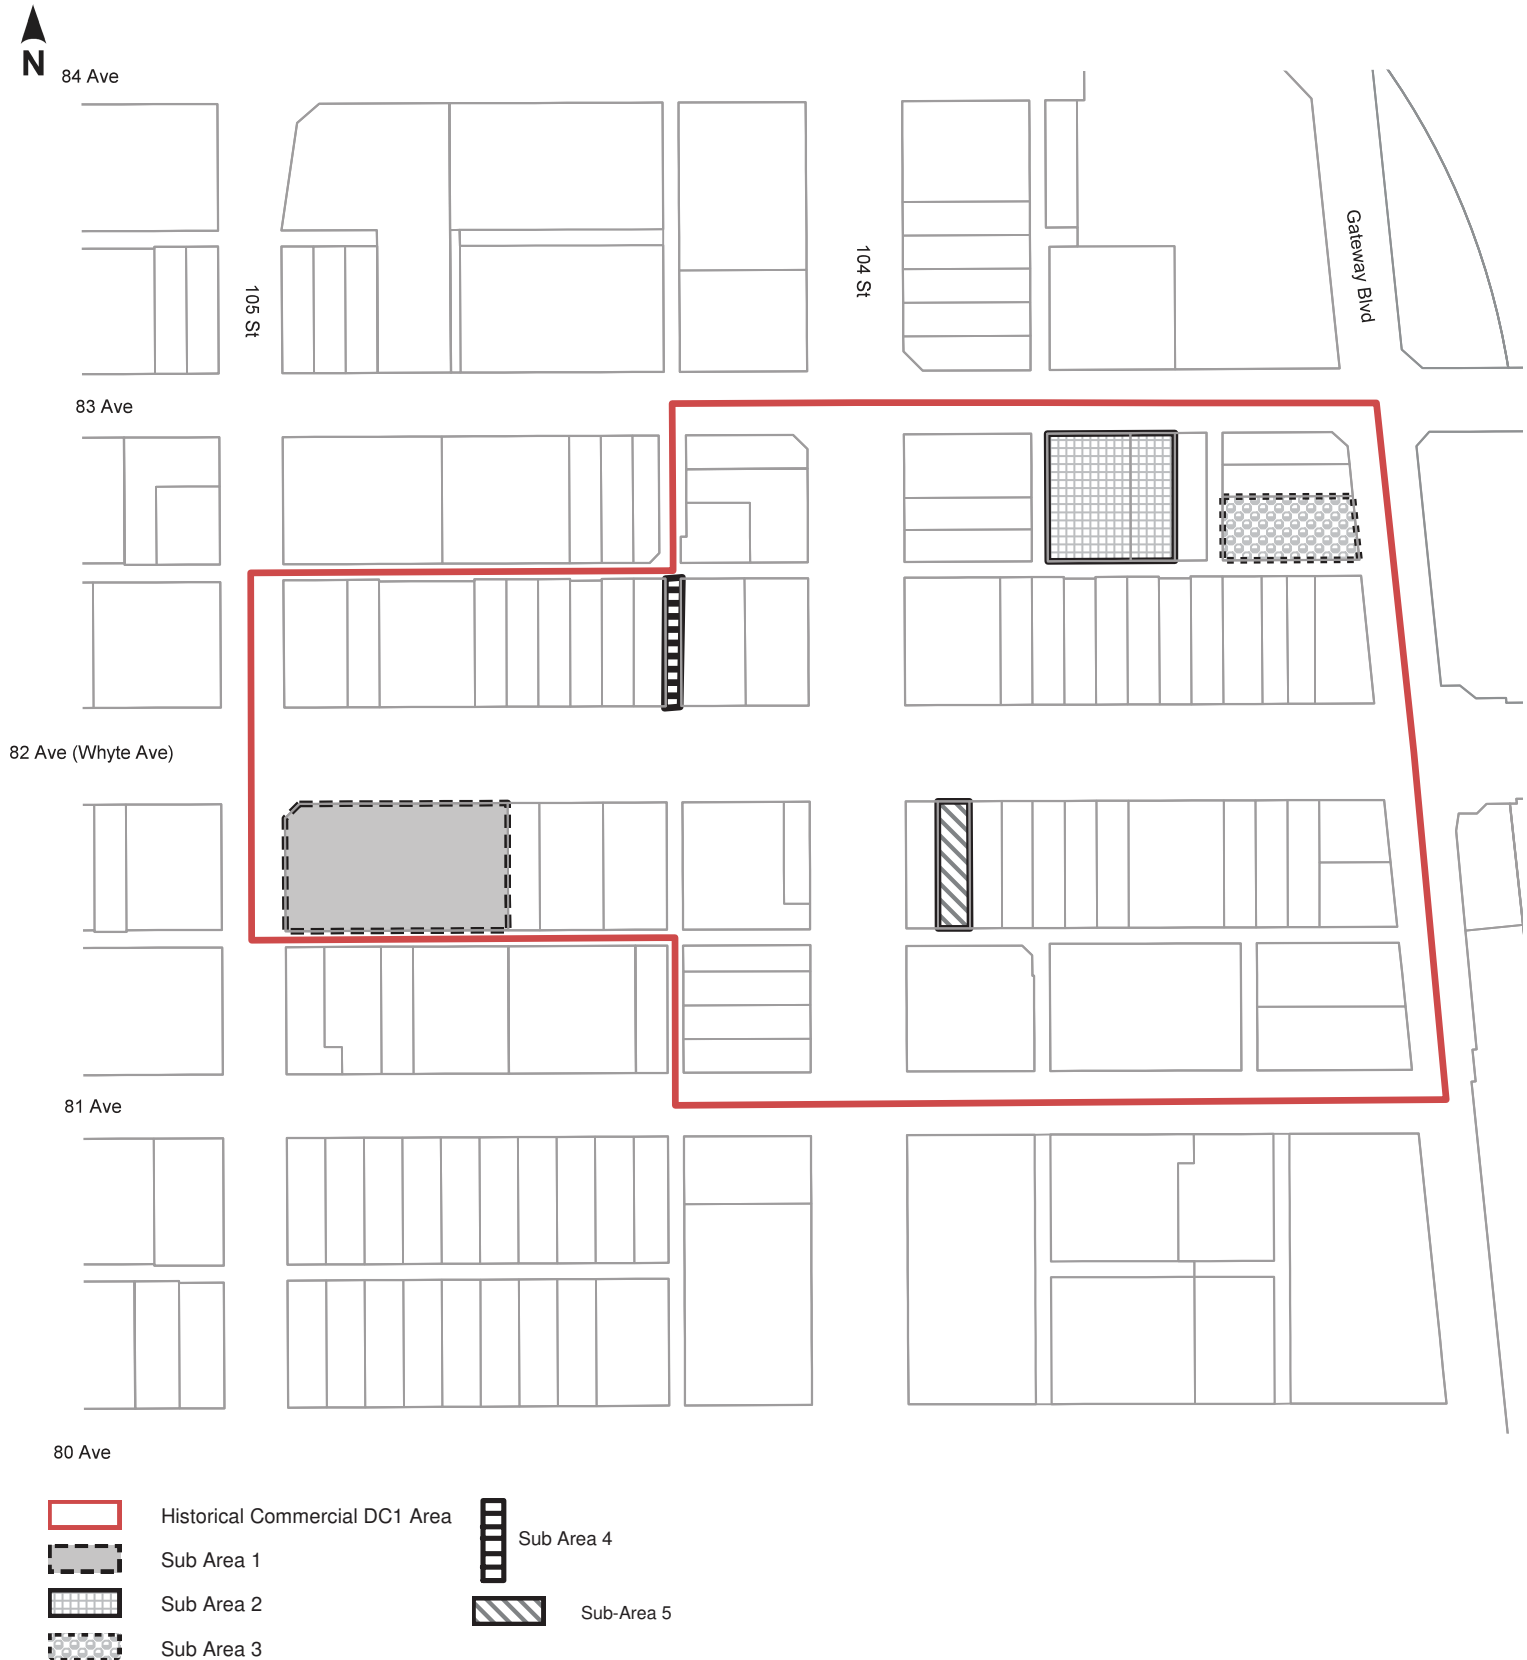 N
84 Ave
105 St
104 St
Gateway Blvd
83 Ave
82 Ave (Whyte Ave)
81 Ave
80 Ave
Historical Commercial DC1 Area
Sub Area 1
Sub Area 2
Sub Area 3
Sub Area 4
Sub-Area 5